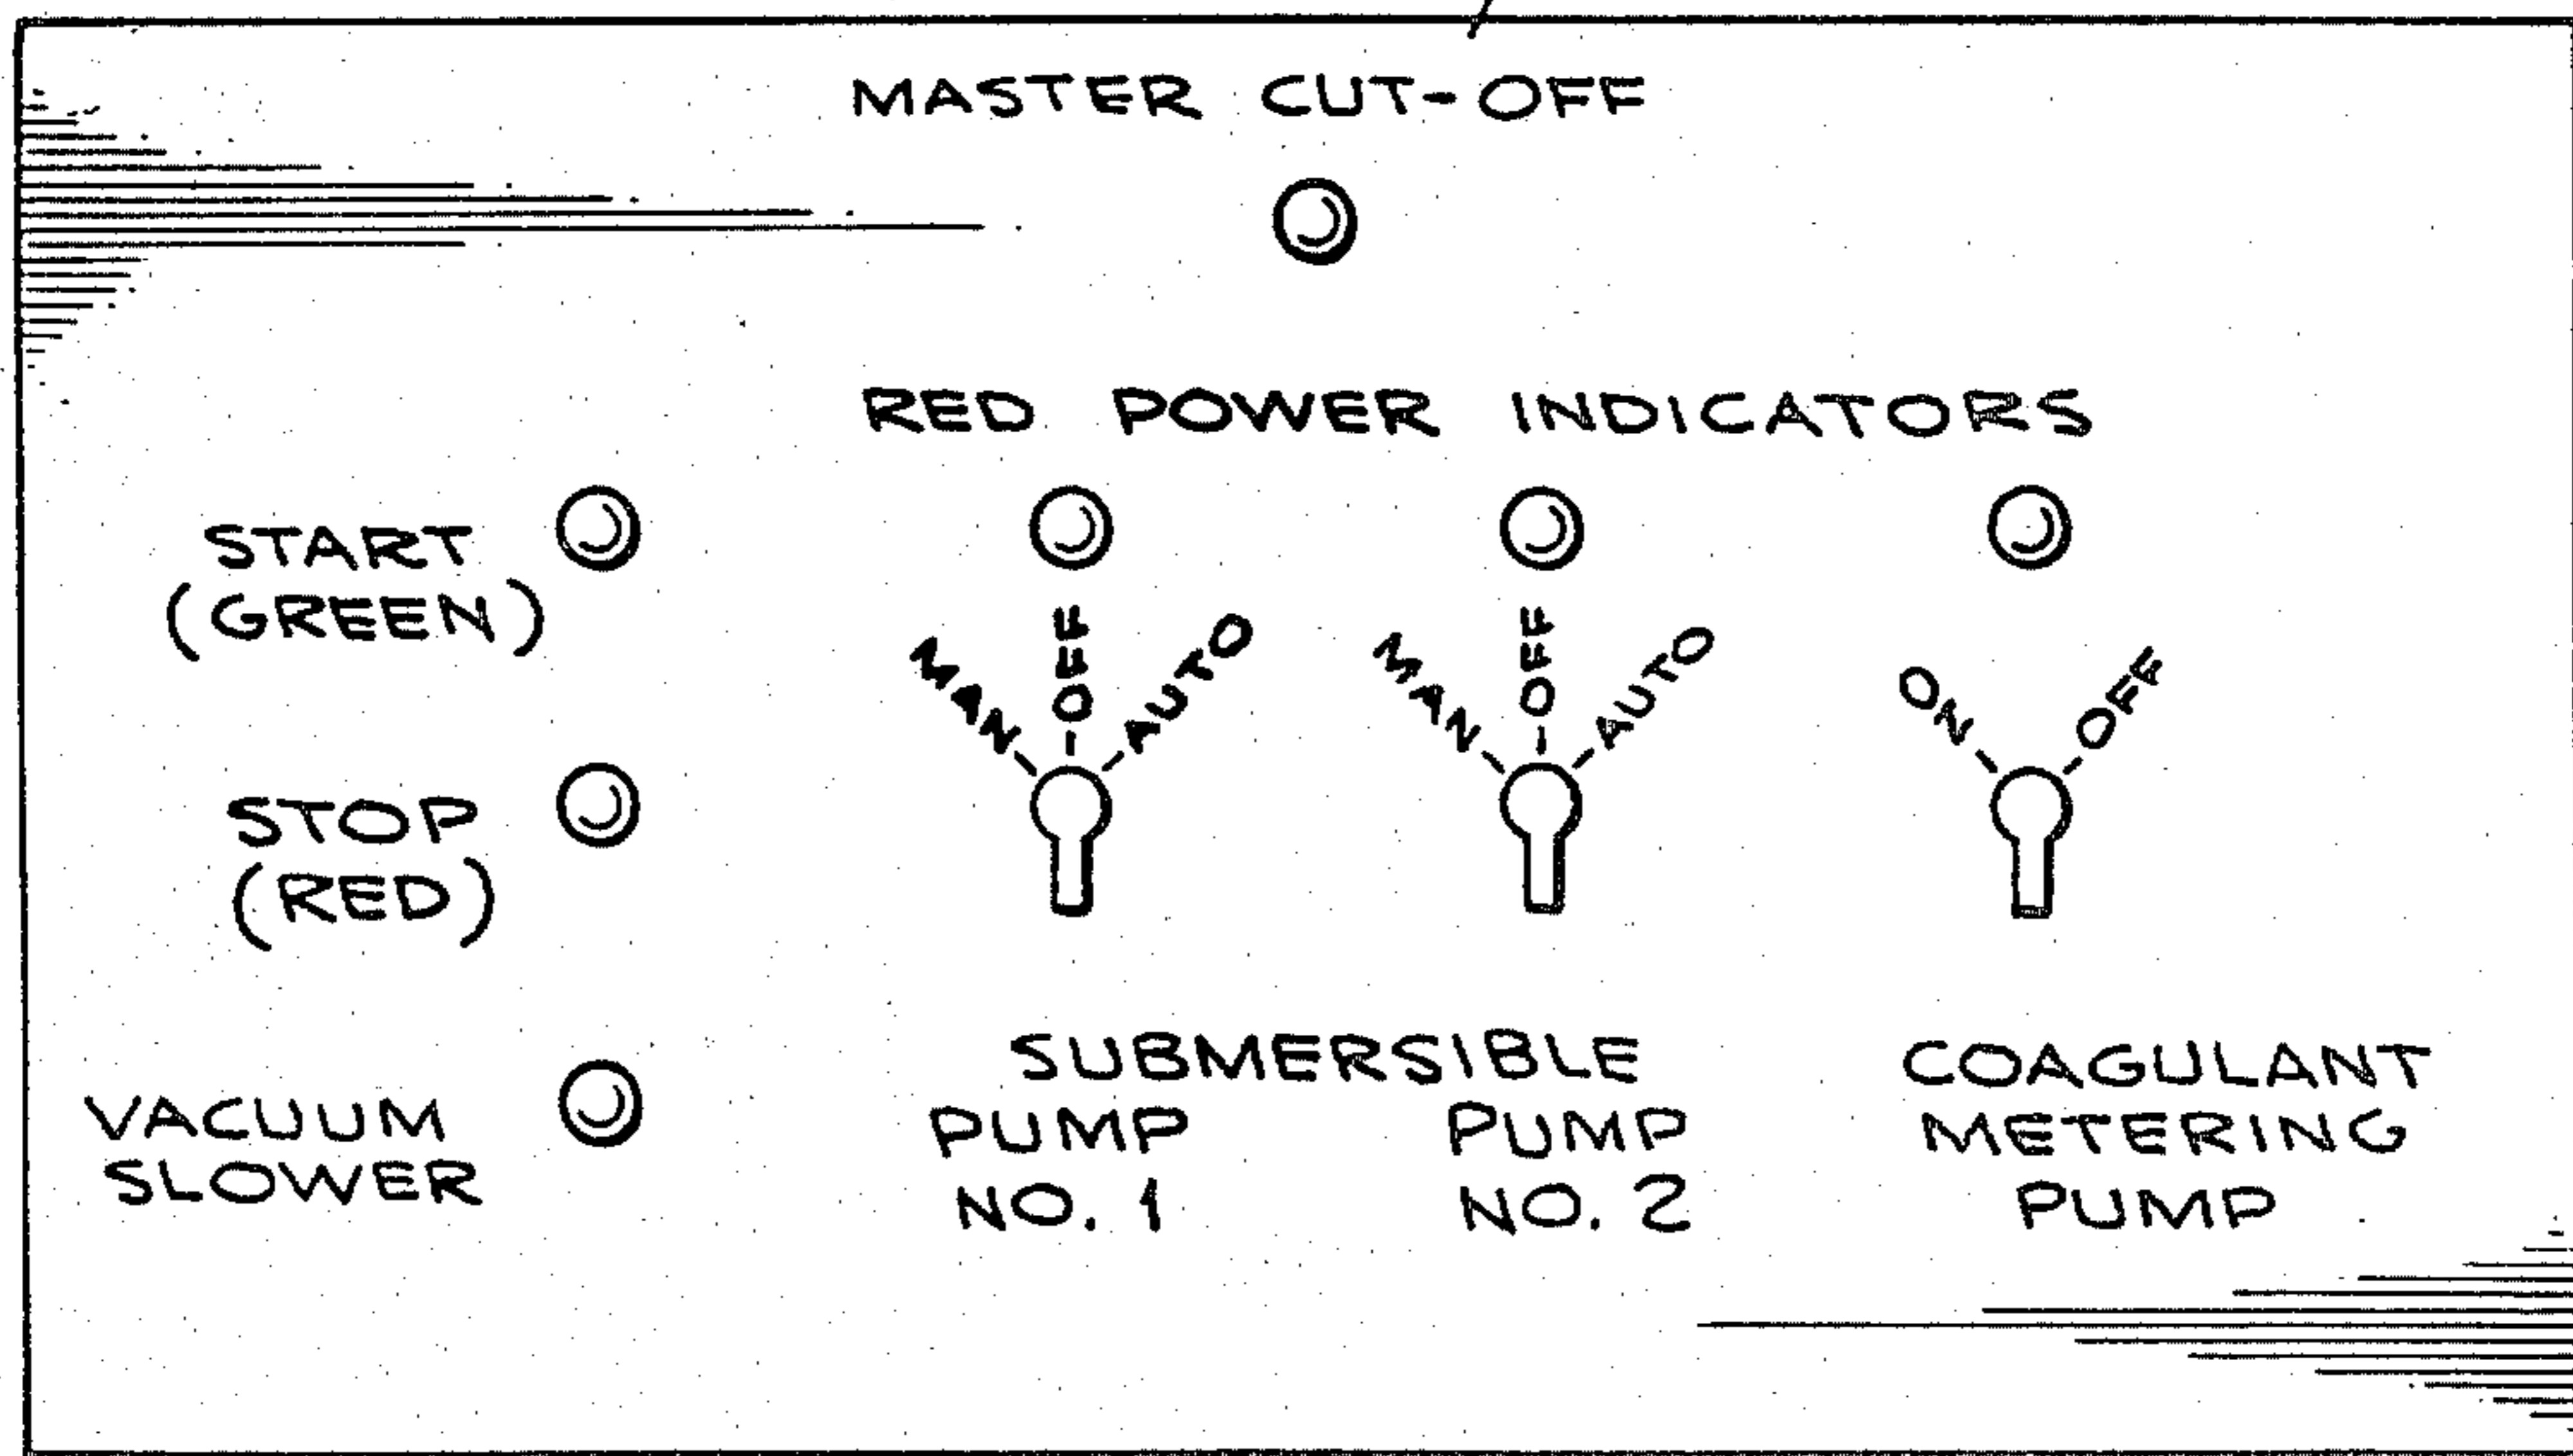 MASTER CUT-OFF
RED POWER INDICATORS
START
(GREEN)
MAN
OFF
AUTO
MAN
OFF
AUTO
ON
OFF
STOP
(RED)
VACUUM
SLOWER
SUBMERSIBLE
PUMP PUMP
NO. 1 NO. 2
COAGULANT
METERING
PUMP